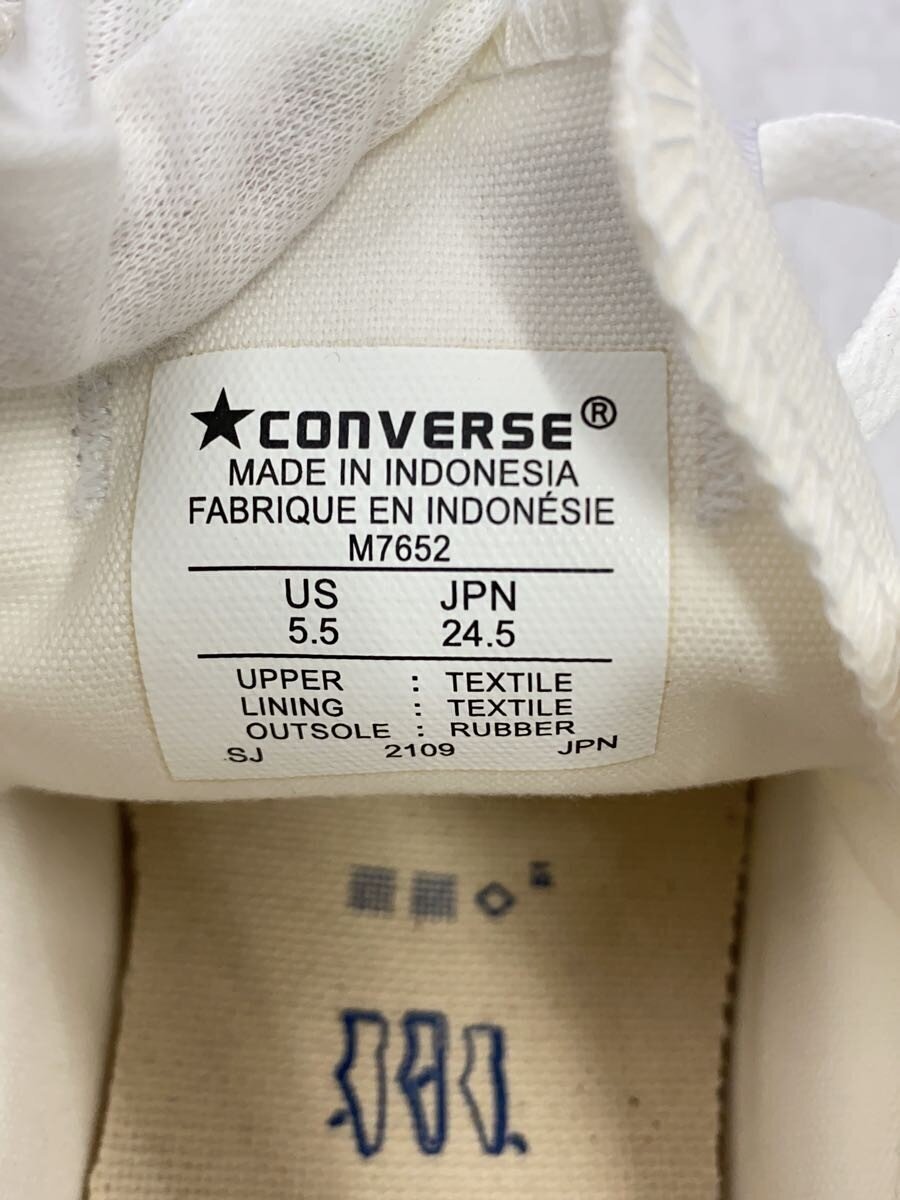 ★CONVERSE®
MADE IN INDONESIA
FABRIQUE EN INDONÉSIE
M7652
US JPN
5.5 24.5
UPPER : TEXTILE
LINING : TEXTILE
OUTSOLE : RUBBER
SJ 2109 JPN